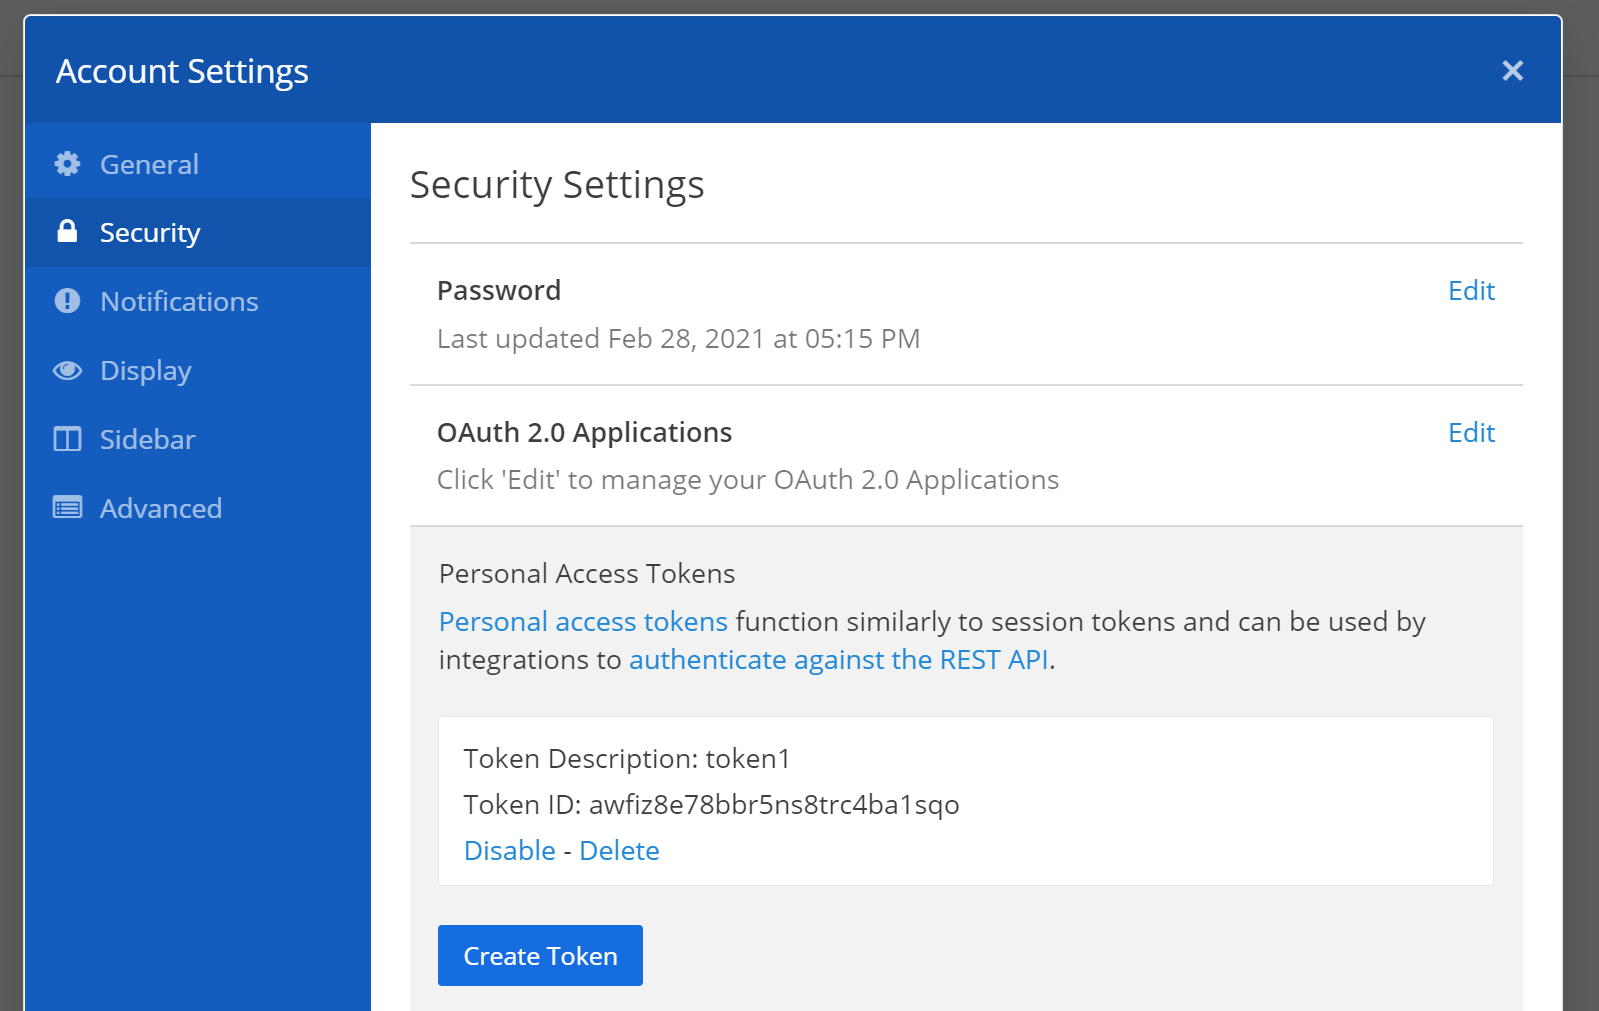 Account Settings
×
General
Security
Notifications
Display
Sidebar
Advanced
Security Settings
Password
Edit
Last updated Feb 28, 2021 at 05:15 PM
OAuth 2.0 Applications
Edit
Click 'Edit' to manage your OAuth 2.0 Applications
Personal Access Tokens
Personal access tokens function similarly to session tokens and can be used by
integrations to authenticate against the REST API.
Token Description: token1
Token ID: awfiz8e78bbr5ns8trc4ba1sqo
Disable - Delete
Create Token